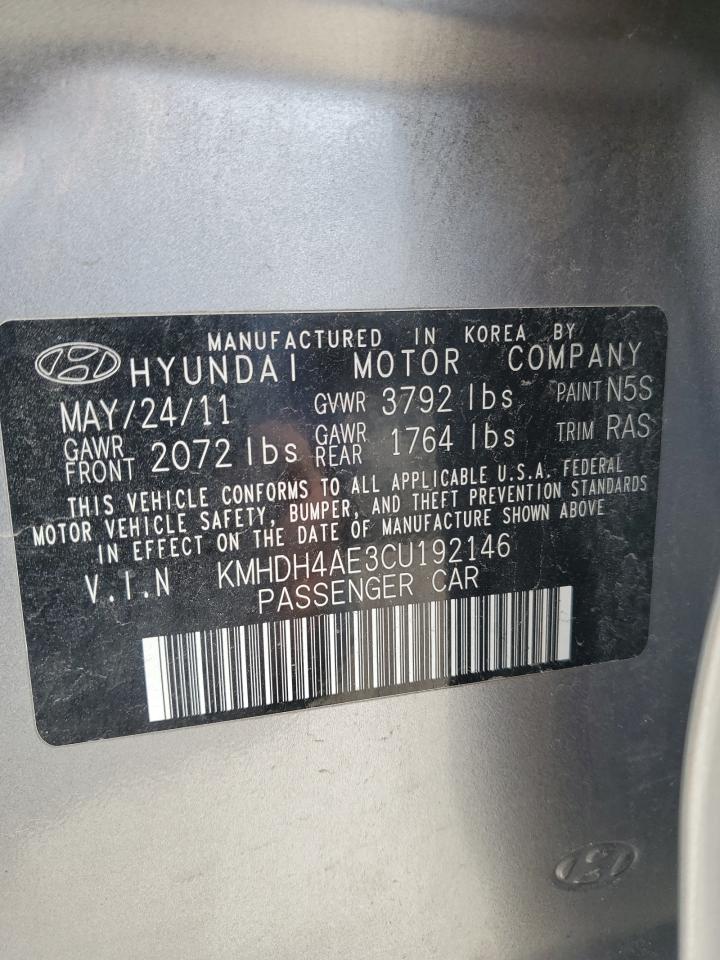 MANUFACTURED IN KOREA BY
HYUNDAI MOTOR COMPANY
MAY/24/11 GVWR 3792 lbs PAINT N5S
GAWR FRONT 2072 lbs GAWR REAR 1764 lbs TRIM RAS
THIS VEHICLE CONFORMS TO ALL APPLICABLE U.S.A. FEDERAL
MOTOR VEHICLE SAFETY, BUMPER, AND THEFT PREVENTION STANDARDS
IN EFFECT ON THE DATE OF MANUFACTURE SHOWN ABOVE
V.I.N KMHDH4AE3CU192146
PASSENGER CAR